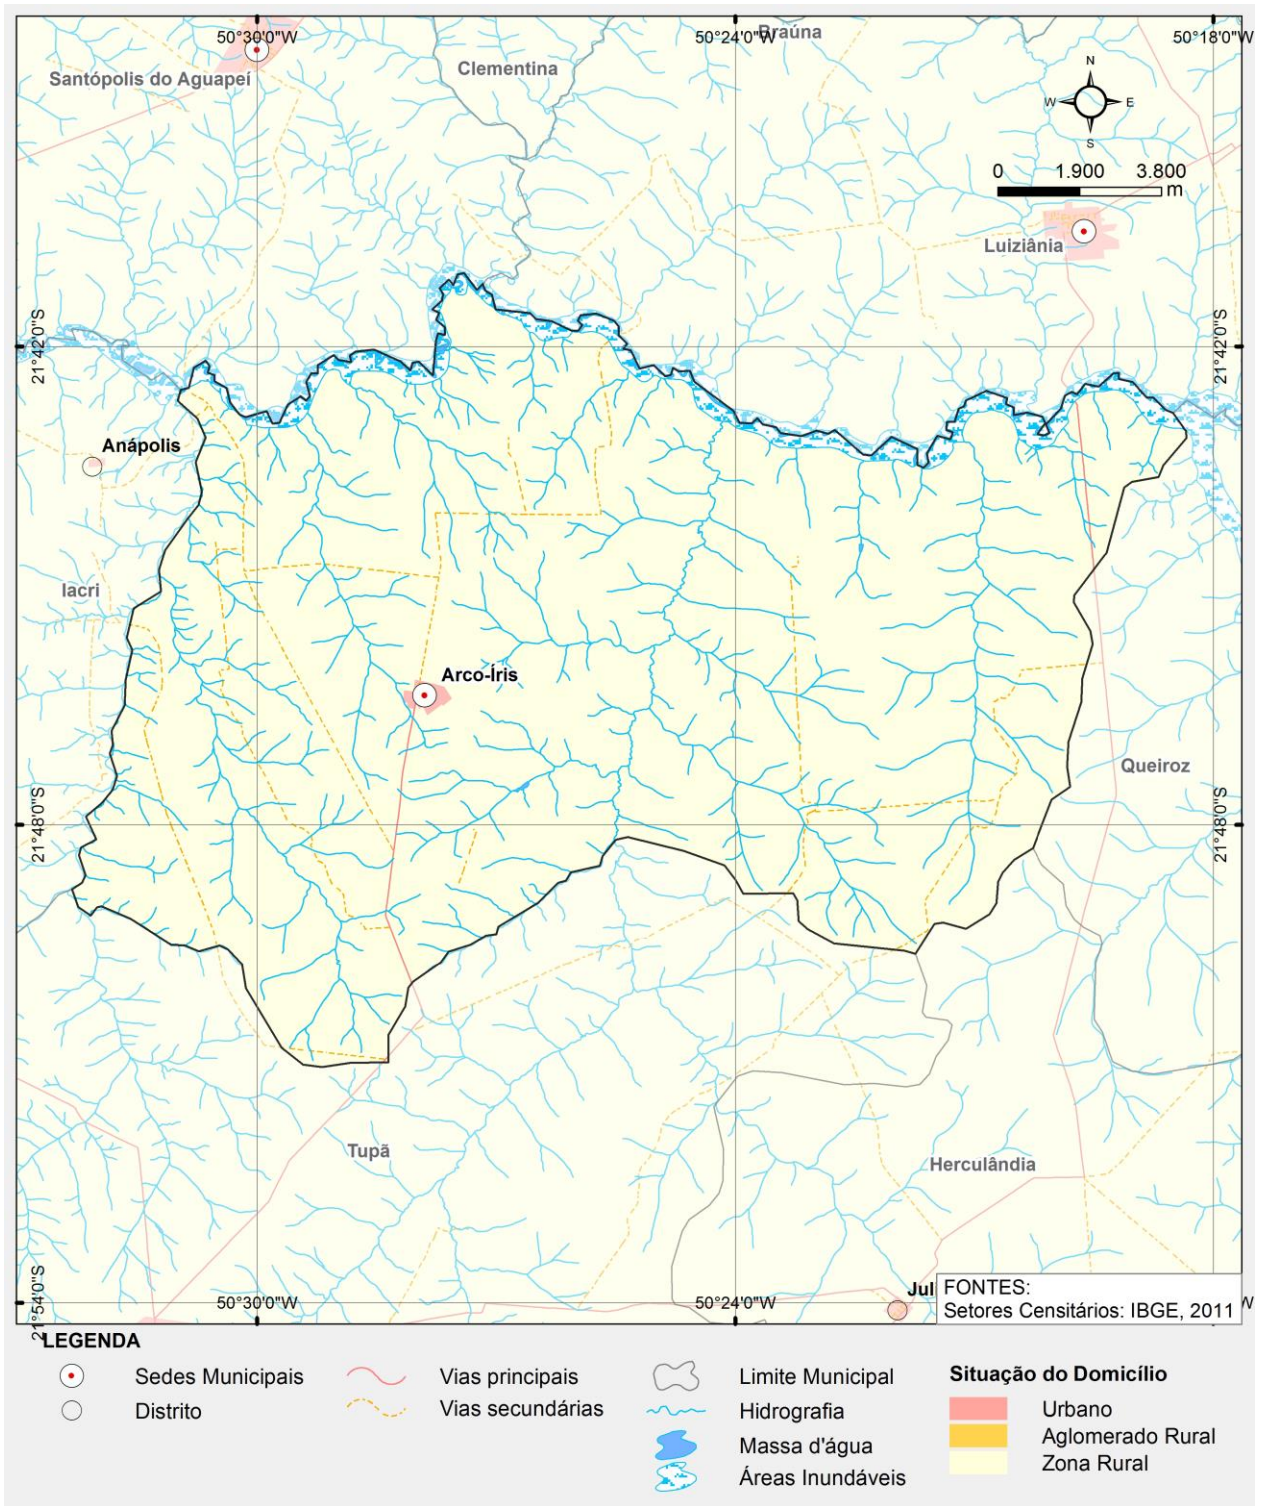 50°30'0"W
50°24'0"W
50°18'0"W
Braúna
Santópolis do Aguapeí
Clementina
N
W
E
S
0 1.900 3.800
m
Luiziânia
21°42'0"S
21°42'0"S
Anápolis
Iacri
Arco-Íris
Queiroz
21°48'0"S
21°48'0"S
Tupã
Herculândia
21°54'0"S
50°30'0"W
50°24'0"W
W
Jul
FONTES:
Setores Censitários: IBGE, 2011
LEGENDA
Sedes Municipais
Distrito
Vias principais
Vias secundárias
Limite Municipal
Hidrografia
Massa d'água
Áreas Inundáveis
Situação do Domicílio
Urbano
Aglomerado Rural
Zona Rural